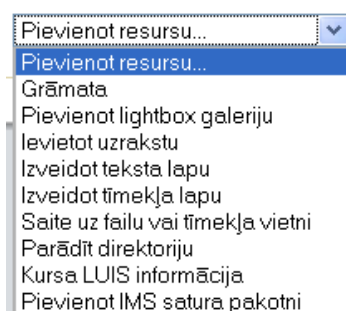 Pievienot resursu...
Pievienot resursu...
Grāmata
Pievienot lightbox galeriju
Ievietot uzrakstu
Izveidot teksta lapu
Izveidot tīmekļa lapu
Saite uz failu vai tīmekļa vietni
Parādīt direktoriju
Kursa LUIS informācija
Pievienot IMS satura pakotni